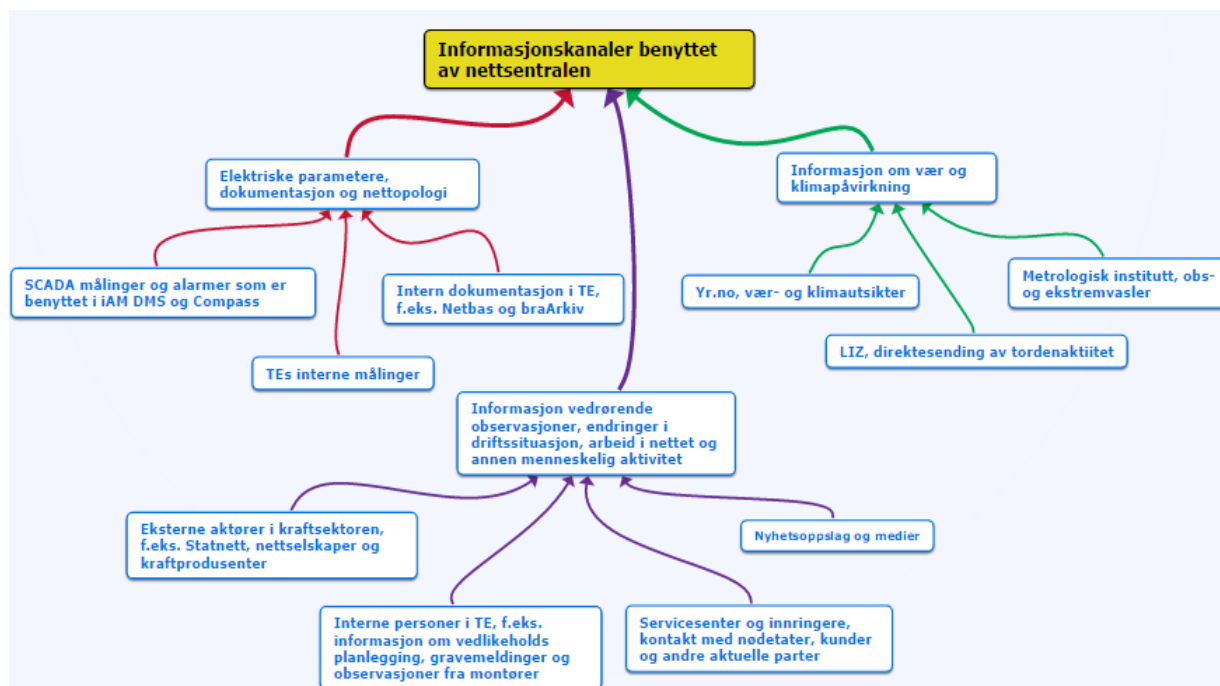 Informasjonskanaler benyttet
av nettsentralen
Elektriske parametere,
dokumentasjon og nettopologi
Informasjon om vær og
klimapåvirkning
SCADA målinger og alarmer som er
benyttet i iAM DMS og Compass
Intern dokumentasjon i TE,
f.eks. Netbas og braArkiv
TEs interne målinger
Yr.no, vær- og klimautsikter
Metrologisk institutt, obs-
og ekstremvasler
LIZ, direktesending av tordenaktiitet
Informasjon vedrørende
observasjoner, endringer i
driftssituasjon, arbeid i nettet og
annen menneskelig aktivitet
Eksterne aktører i kraftsektoren,
f.eks. Statnett, nettselskaper og
kraftprodusenter
Nyhetsoppslag og medier
Interne personer i TE, f.eks.
informasjon om vedlikeholds
planlegging, gravemeldinger og
observasjoner fra montører
Servicesenter og innringere,
kontakt med nødetater, kunder
og andre aktuelle parter